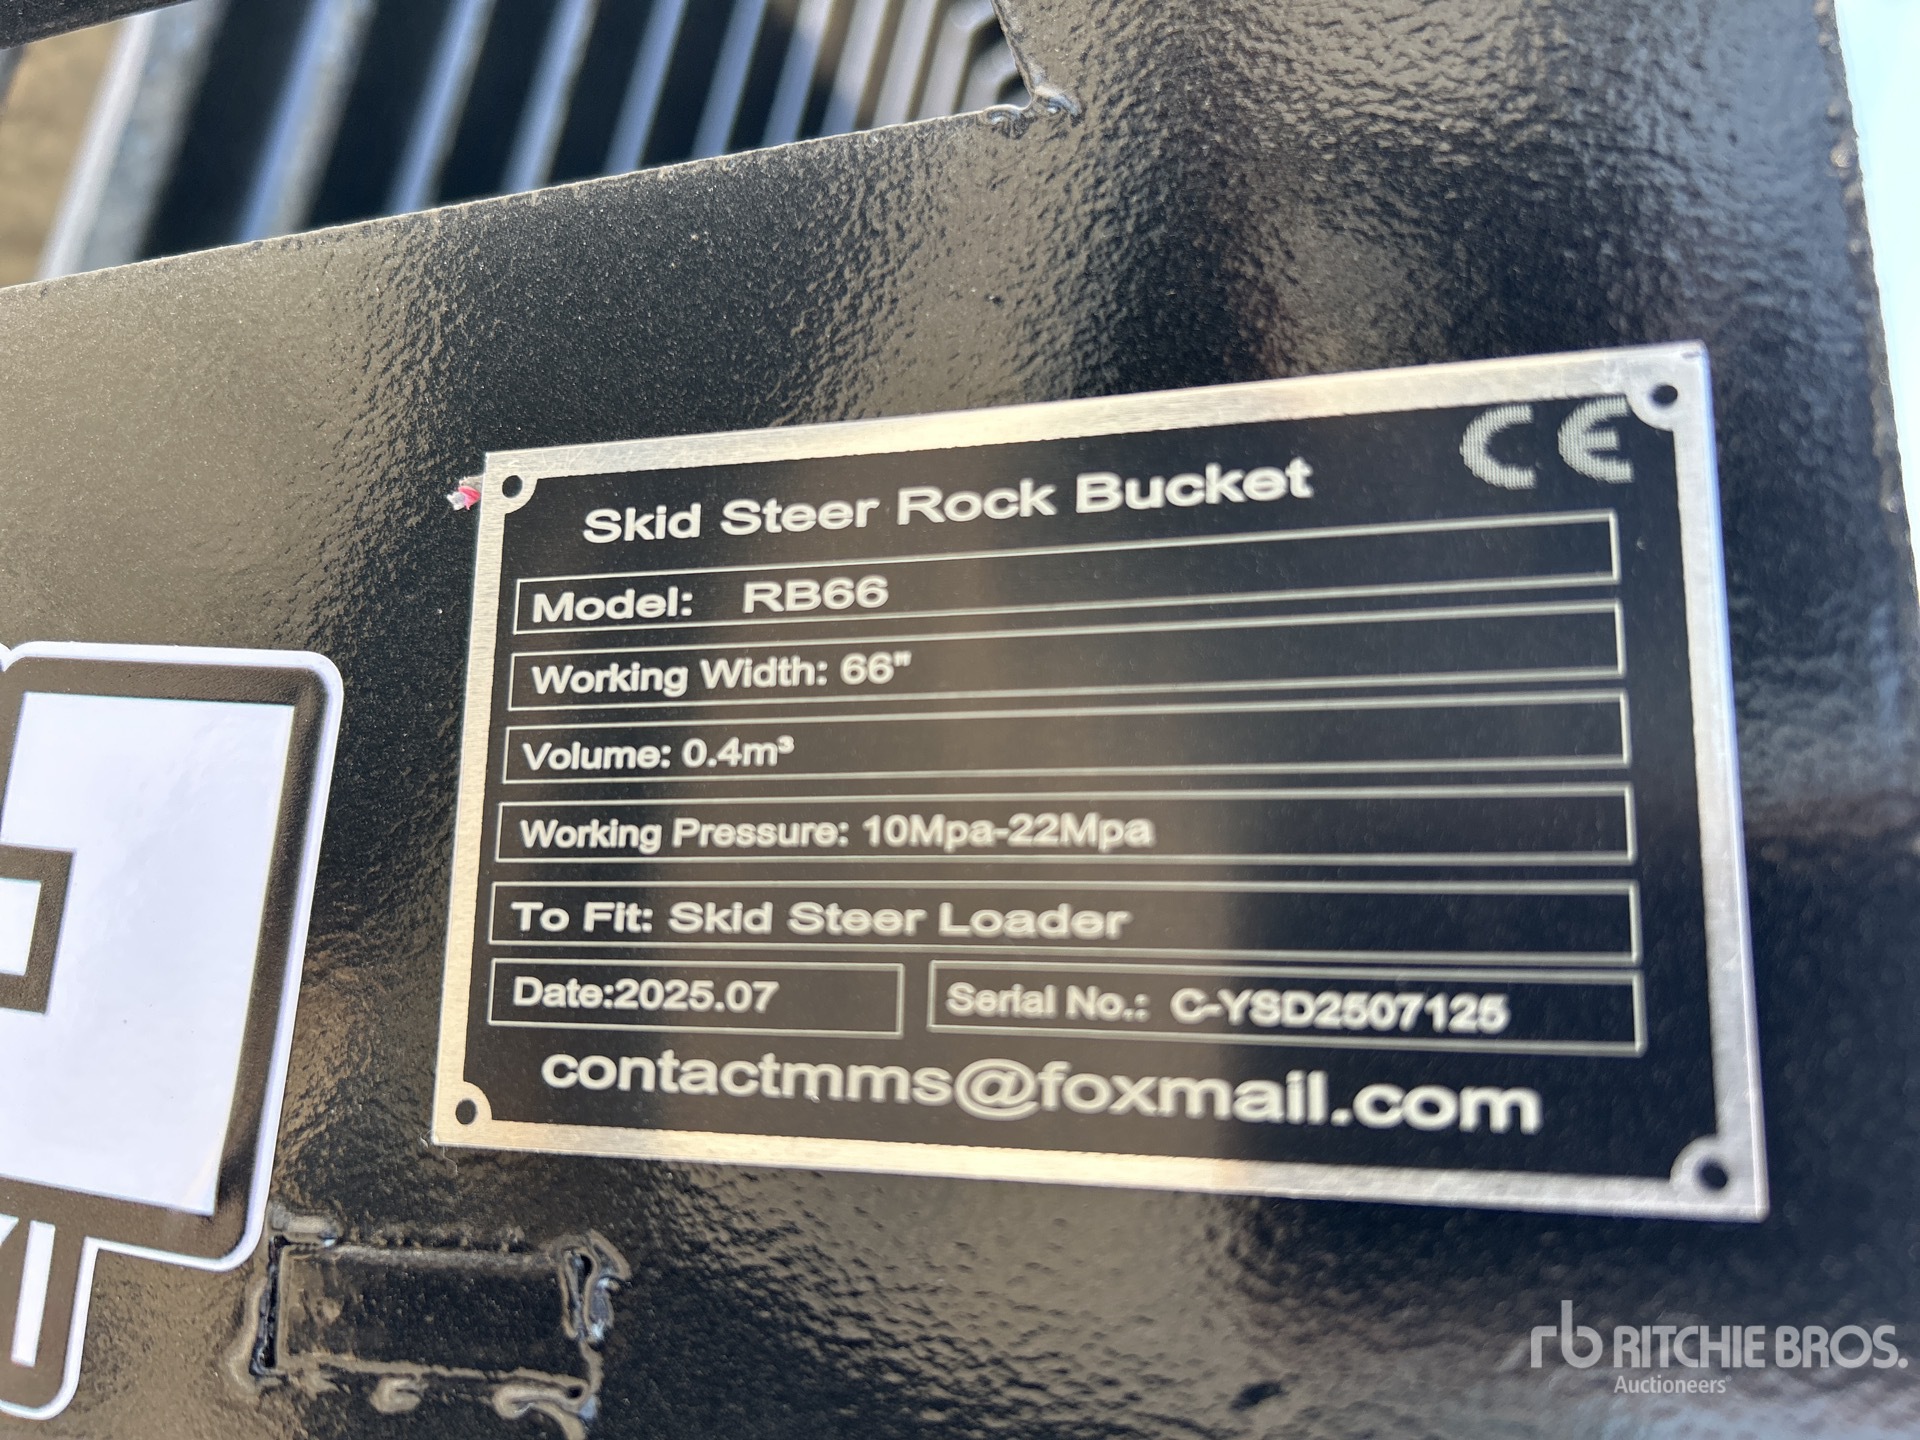 CE
Skid Steer Rock Bucket
Model: RB66
Working Width: 66"
Volume: 0.4m³
Working Pressure: 10Mpa-22Mpa
To Fit: Skid Steer Loader
Date:2025.07 Serial No.: C-YSD2507125
contactmms@foxmail.com
rb RITCHIE BROS.
Auctioneers